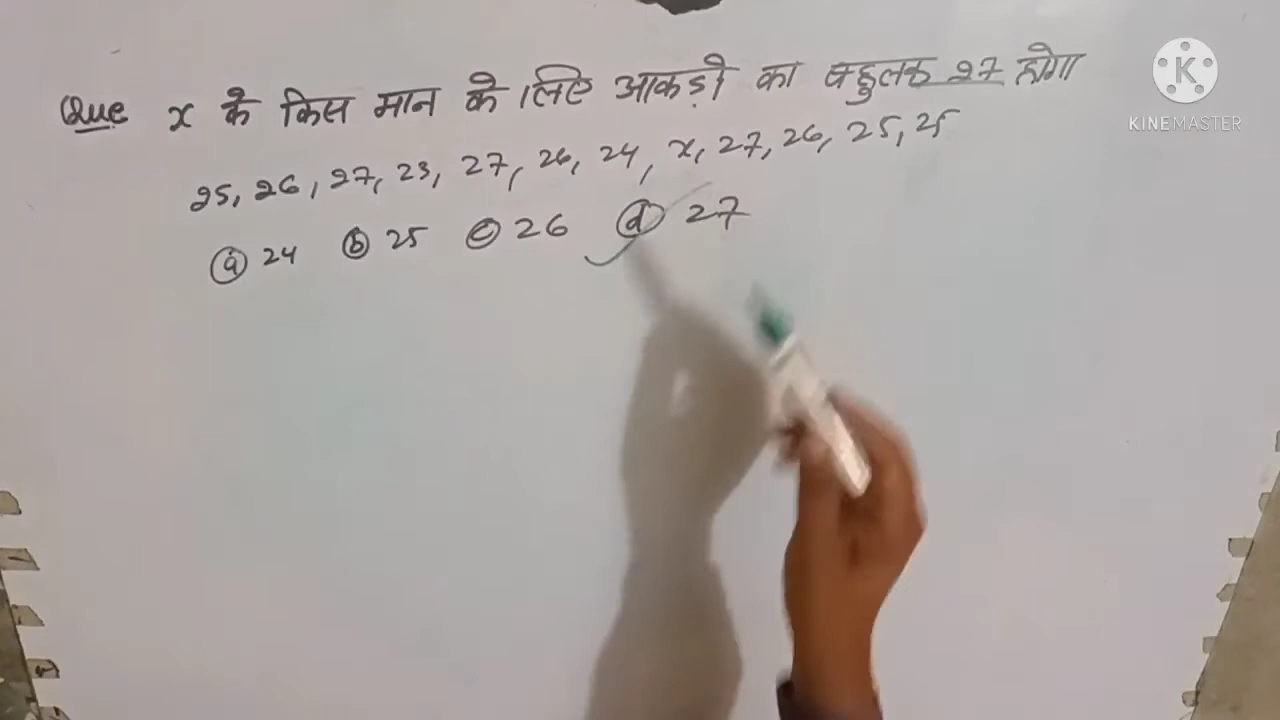 Que x के किस मान के लिए आकड़ो का बहुलक 27 होगा
25, 26, 27, 23, 27, 26, 24, x, 27, 26, 25, 25
ⓐ 24 ⓑ 25 ⓒ 26 ⓓ 27
K
KINEMASTER